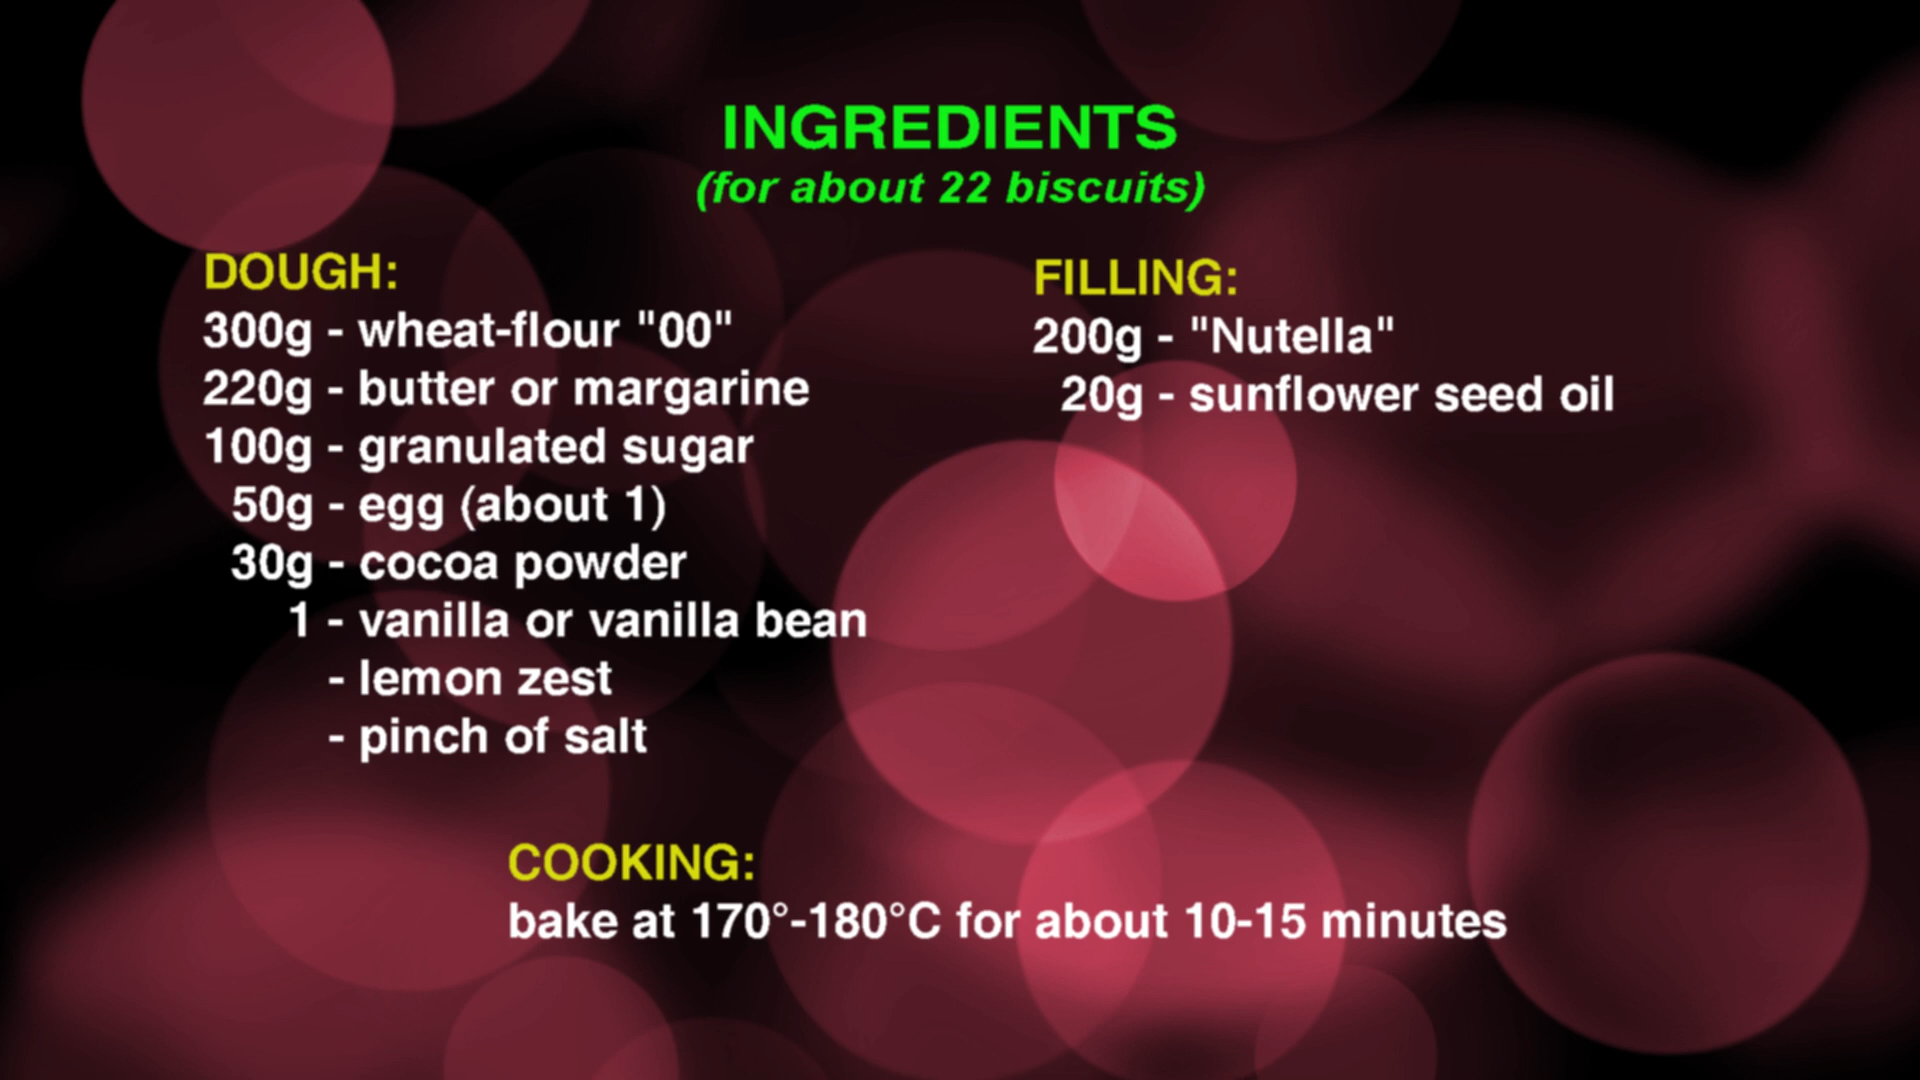 INGREDIENTS
(for about 22 biscuits)
DOUGH:
300g - wheat-flour "00"
220g - butter or margarine
100g - granulated sugar
50g - egg (about 1)
30g - cocoa powder
1 - vanilla or vanilla bean
- lemon zest
- pinch of salt
FILLING:
200g - "Nutella"
20g - sunflower seed oil
COOKING:
bake at 170°-180°C for about 10-15 minutes